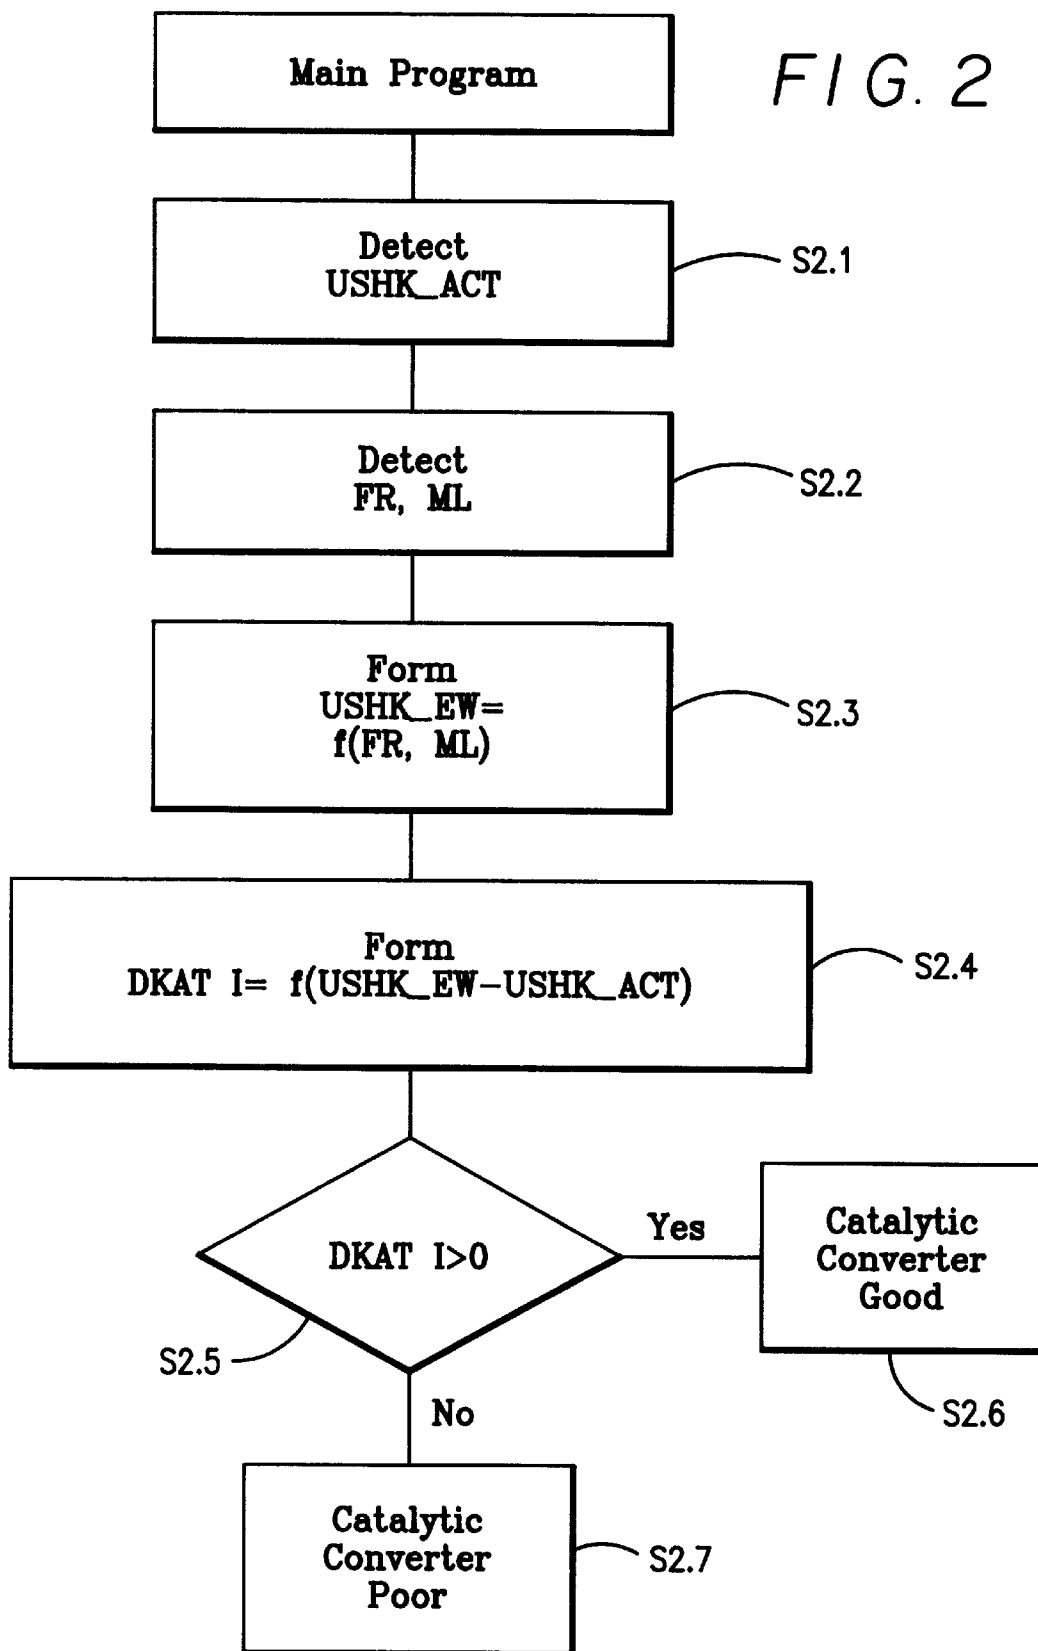 FIG. 2
Main Program
Detect
USHK_ACT
S2.1
Detect
FR, ML
S2.2
Form
USHK_EW=
f(FR, ML)
S2.3
Form
DKAT I= f(USHK_EW-USHK_ACT)
S2.4
DKAT I>0
S2.5
Yes
Catalytic
Converter
Good
S2.6
No
Catalytic
Converter
Poor
S2.7